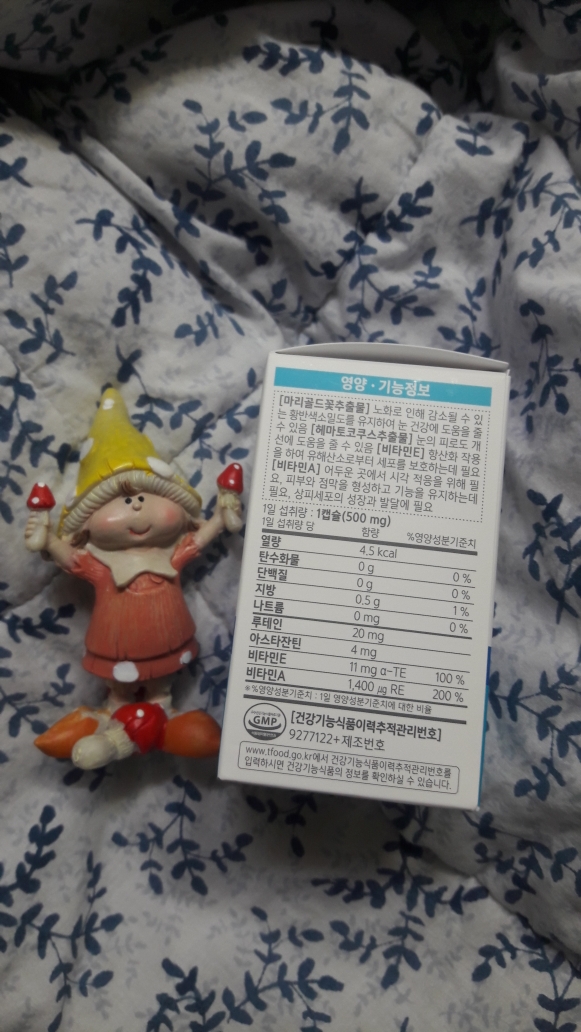 영양 · 기능정보
[마리골드꽃추출물] 노화로 인해 감소될 수 있
는 황반색소밀도를 유지하여 눈 건강에 도움을 줄
수 있음 [헤마토코쿠스추출물] 눈의 피로도 개
선에 도움을 줄 수 있음 [비타민E] 항산화 작용
을 하여 유해산소로부터 세포를 보호하는데 필요
[비타민A] 어두운 곳에서 시각 적응을 위해 필
요, 피부와 점막을 형성하고 기능을 유지하는데
필요, 상피세포의 성장과 발달에 필요
1일 섭취량 : 1캡슐(500 mg)
1일 섭취량 당 함량 %영양성분기준치
열량 4.5 kcal
탄수화물 0 g 0 %
단백질 0 g 0 %
지방 0.5 g 1 %
나트륨 0 mg 0 %
루테인 20 mg
아스타잔틴 4 mg
비타민E 11 mg α-TE 100 %
비타민A 1,400 μg RE 200 %
※%영양성분기준치 : 1일 영양성분기준치에 대한 비율
GMP
[건강기능식품이력추적관리번호]
9277122+제조번호
www.tfood.go.kr에서 건강기능식품이력추적관리번호를
입력하시면 건강기능식품의 정보를 확인하실 수 있습니다.